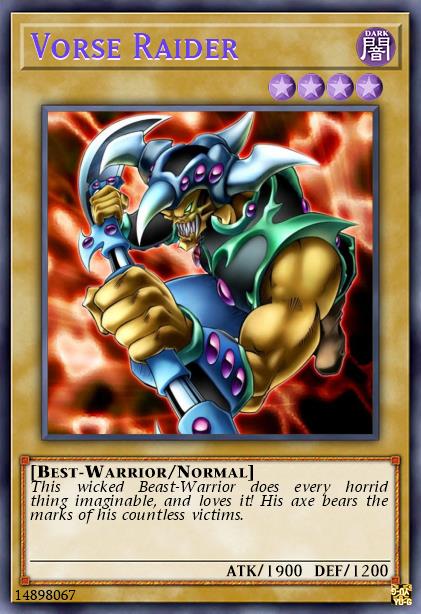 Vorse Raider
DARK
闇
[Best-Warrior/Normal]
This wicked Beast-Warrior does every horrid
thing imaginable, and loves it! His axe bears the
marks of his countless victims.
ATK/1900 DEF/1200
14898067